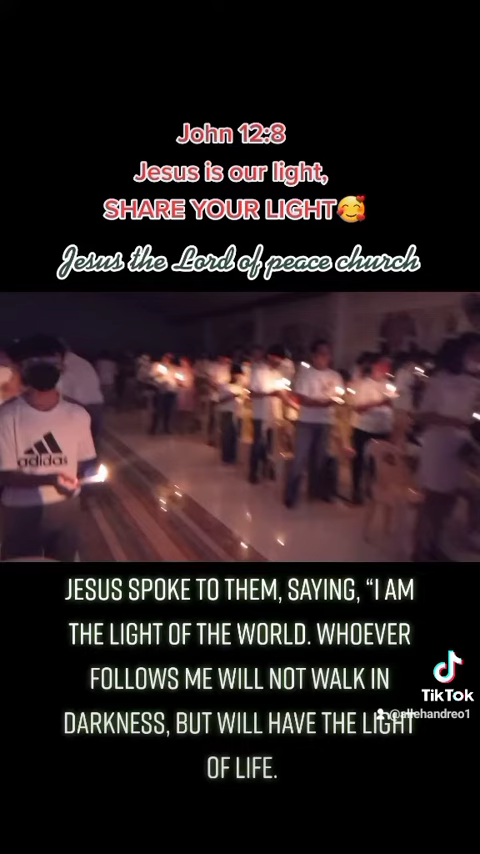 John 12:8
Jesus is our light,
SHARE YOUR LIGHT🥰
Jesus the Lord of peace church
adidas
JESUS SPOKE TO THEM, SAYING, “I AM
THE LIGHT OF THE WORLD. WHOEVER
FOLLOWS ME WILL NOT WALK IN
DARKNESS, BUT WILL HAVE THE LIGHT
OF LIFE.
TikTok
@allehandreo1